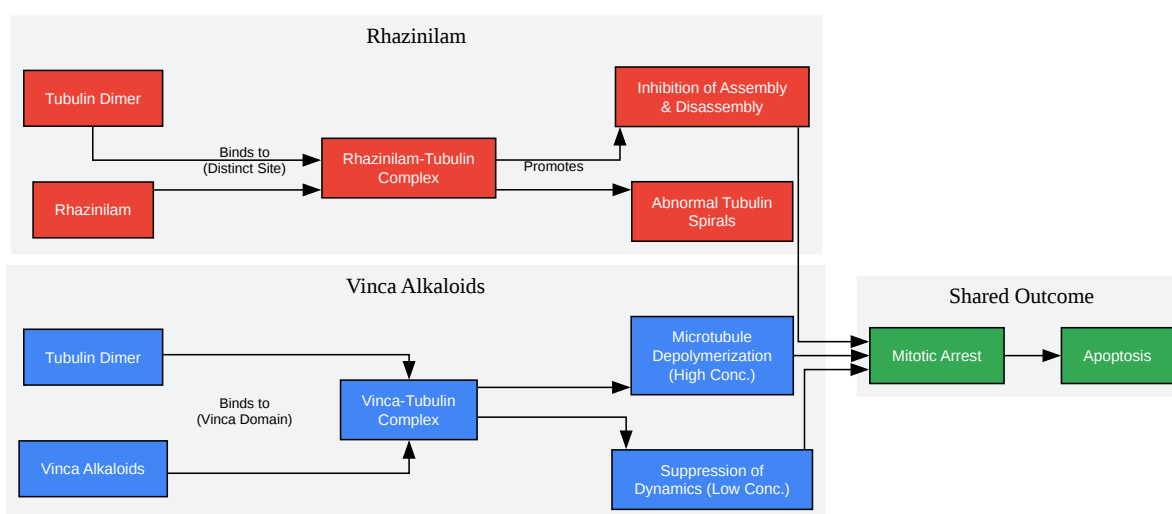 Rhazinilam
Tubulin Dimer
Binds to
(Distinct Site)
Rhazinilam
Rhazinilam-Tubulin
Complex
Promotes
Inhibition of Assembly
& Disassembly
Abnormal Tubulin
Spirals
Vinca Alkaloids
Tubulin Dimer
Binds to
(Vinca Domain)
Vinca Alkaloids
Vinca-Tubulin
Complex
Microtubule
Depolymerization
(High Conc.)
Suppression of
Dynamics (Low Conc.)
Shared Outcome
Mitotic Arrest
Apoptosis